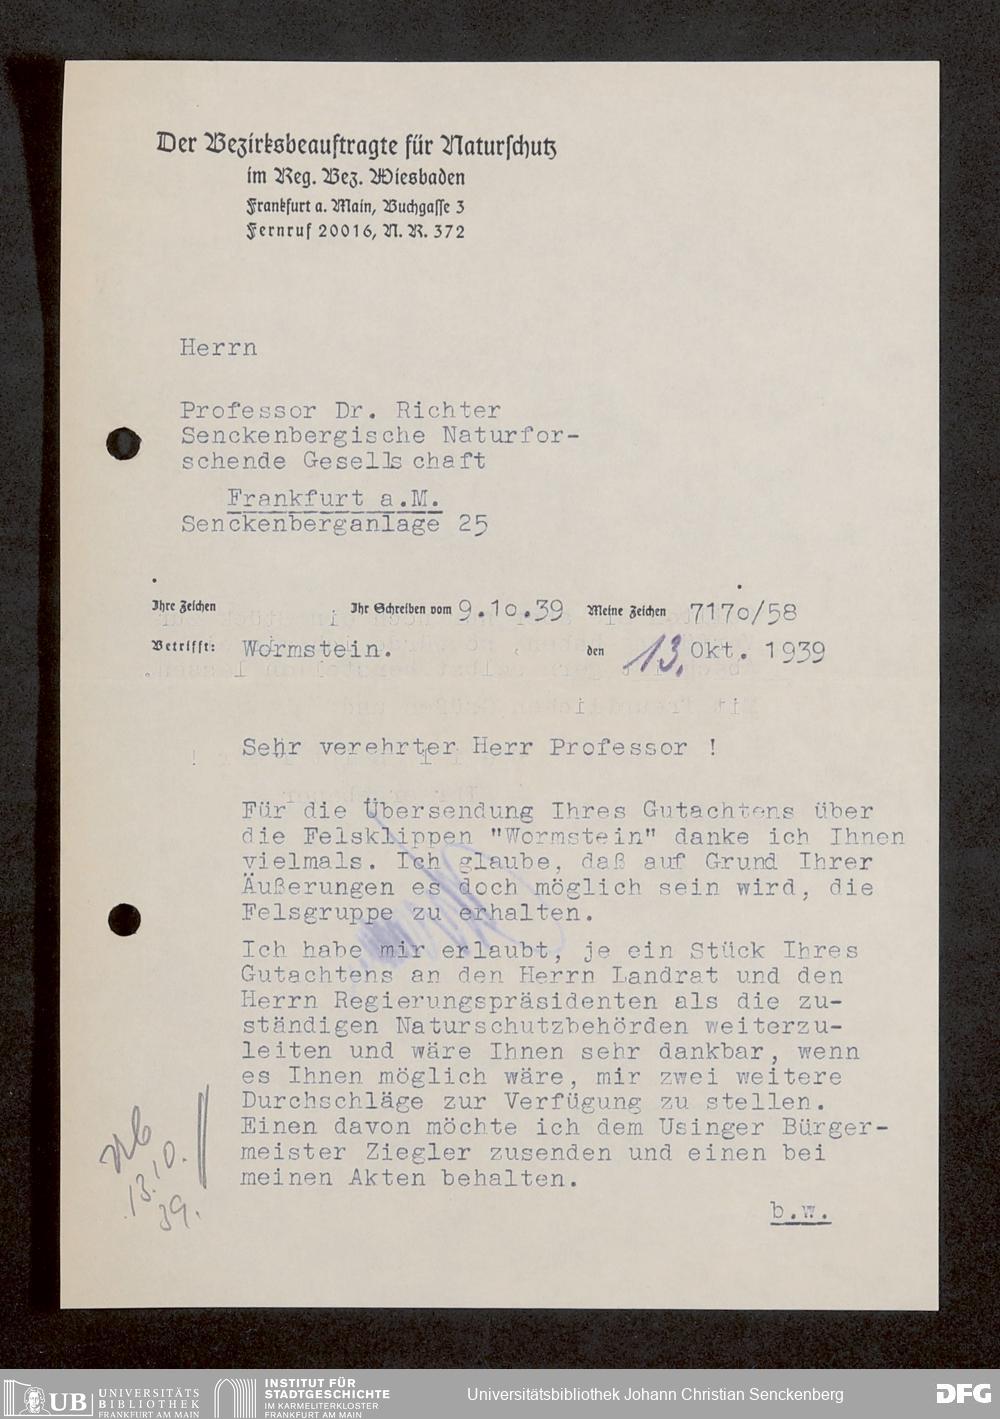 Der Bezirksbeauftragte für Naturschutz
im Reg. Bez. Wiesbaden
Frankfurt a. Main, Buchgasse 3
Fernruf 20016, N. R. 372
Herrn
Professor Dr. Richter
Senckenbergische Naturfor-
schende Gesellschaft
Frankfurt a.M.
Senckenberganlage 25
Ihre Zeichen Ihr Schreiben vom 9.10.39 Meine Zeichen 7170/58
Betrifft: Wormstein. den 13. Okt. 1939
Sehr verehrter Herr Professor !
Für die Übersendung Ihres Gutachtens über
die Felsklippen "Wormstein" danke ich Ihnen
vielmals. Ich glaube, daß auf Grund Ihrer
Äußerungen es doch möglich sein wird, die
Felsgruppe zu erhalten.
Ich habe mir erlaubt, je ein Stück Ihres
Gutachtens an den Herrn Landrat und den
Herrn Regierungspräsidenten als die zu-
ständigen Naturschutzbehörden weiterzu-
leiten und wäre Ihnen sehr dankbar, wenn
es Ihnen möglich wäre, mir zwei weitere
Durchschläge zur Verfügung zu stellen.
Einen davon möchte ich dem Usinger Bürger-
meister Ziegler zusenden und einen bei
meinen Akten behalten.
b.w.
13.10.
39.
UB UNIVERSITÄTS
BIBLIOTHEK
FRANKFURT AM MAIN
INSTITUT FÜR
STADTGESCHICHTE
IM KARMELITERKLOSTER
FRANKFURT AM MAIN
Universitätsbibliothek Johann Christian Senckenberg
DFG